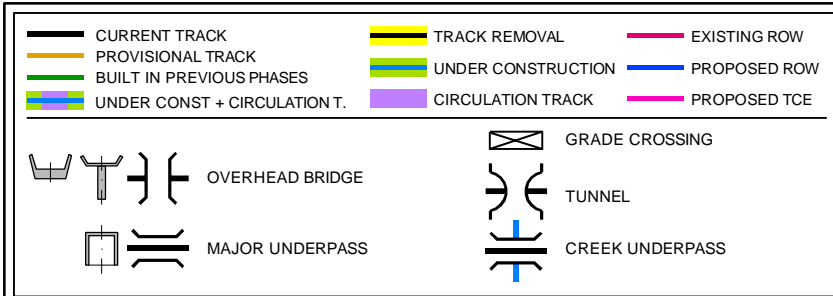 CURRENT TRACK
PROVISIONAL TRACK
BUILT IN PREVIOUS PHASES
UNDER CONST + CIRCULATION T.
TRACK REMOVAL
UNDER CONSTRUCTION
CIRCULATION TRACK
EXISTING ROW
PROPOSED ROW
PROPOSED TCE
OVERHEAD BRIDGE
MAJOR UNDERPASS
GRADE CROSSING
TUNNEL
CREEK UNDERPASS